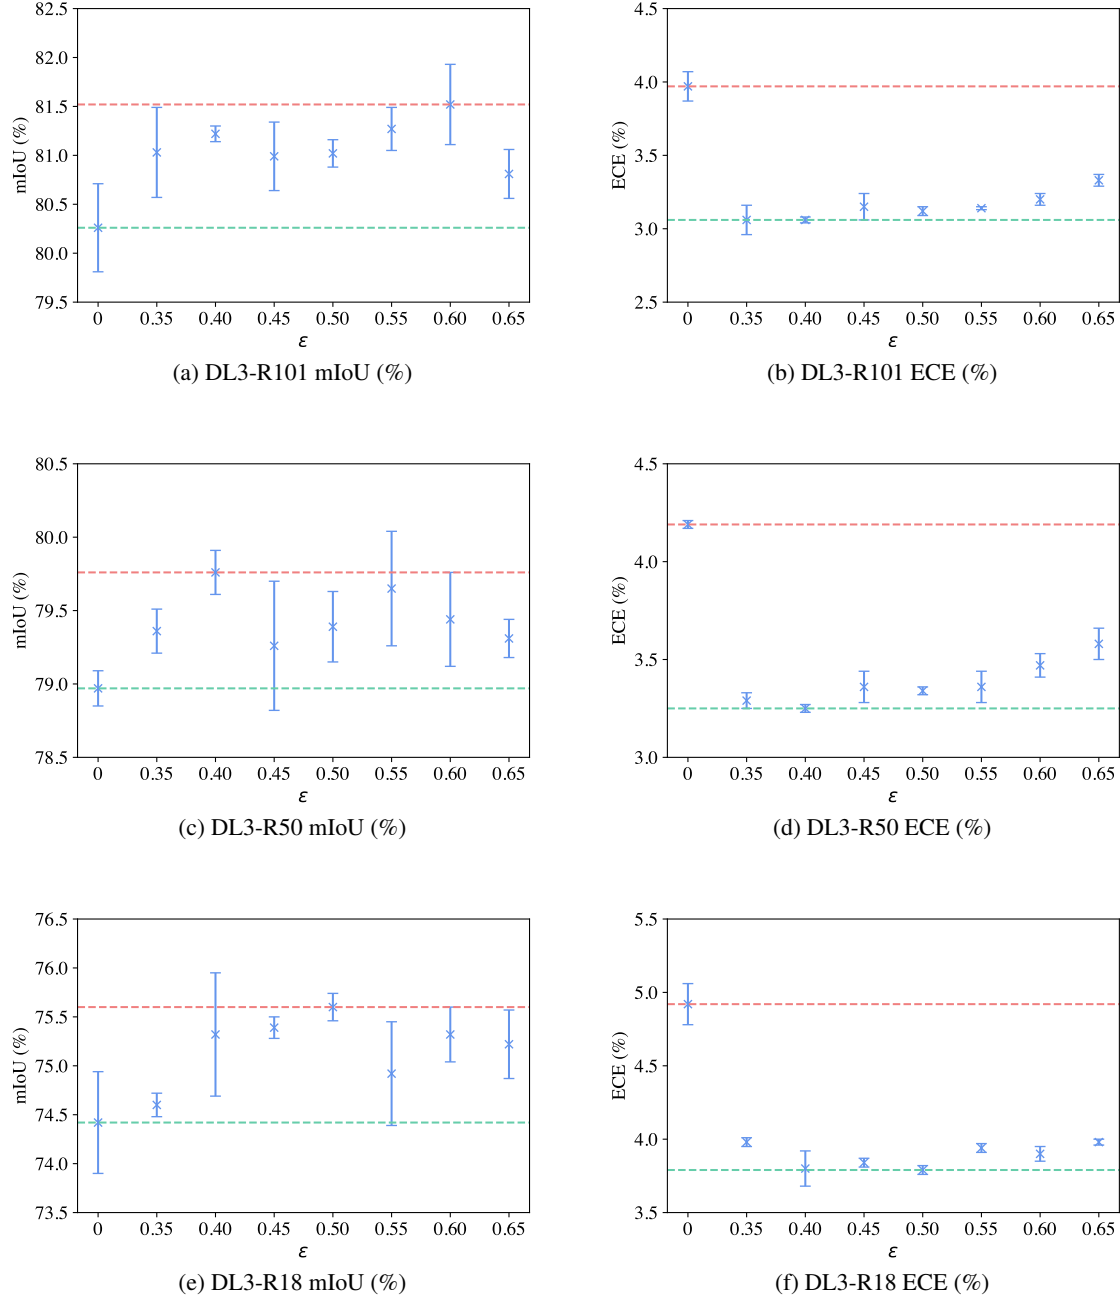 82.5
82.0
81.5
81.0
80.5
80.0
79.5
mIoU (%)
0 0.35 0.40 0.45 0.50 0.55 0.60 0.65
ε
(a) DL3-R101 mIoU (%)
4.5
4.0
3.5
3.0
2.5
ECE (%)
0 0.35 0.40 0.45 0.50 0.55 0.60 0.65
ε
(b) DL3-R101 ECE (%)
80.5
80.0
79.5
79.0
78.5
mIoU (%)
0 0.35 0.40 0.45 0.50 0.55 0.60 0.65
ε
(c) DL3-R50 mIoU (%)
4.5
4.0
3.5
3.0
ECE (%)
0 0.35 0.40 0.45 0.50 0.55 0.60 0.65
ε
(d) DL3-R50 ECE (%)
76.5
76.0
75.5
75.0
74.5
74.0
73.5
mIoU (%)
0 0.35 0.40 0.45 0.50 0.55 0.60 0.65
ε
(e) DL3-R18 mIoU (%)
5.5
5.0
4.5
4.0
3.5
ECE (%)
0 0.35 0.40 0.45 0.50 0.55 0.60 0.65
ε
(f) DL3-R18 ECE (%)